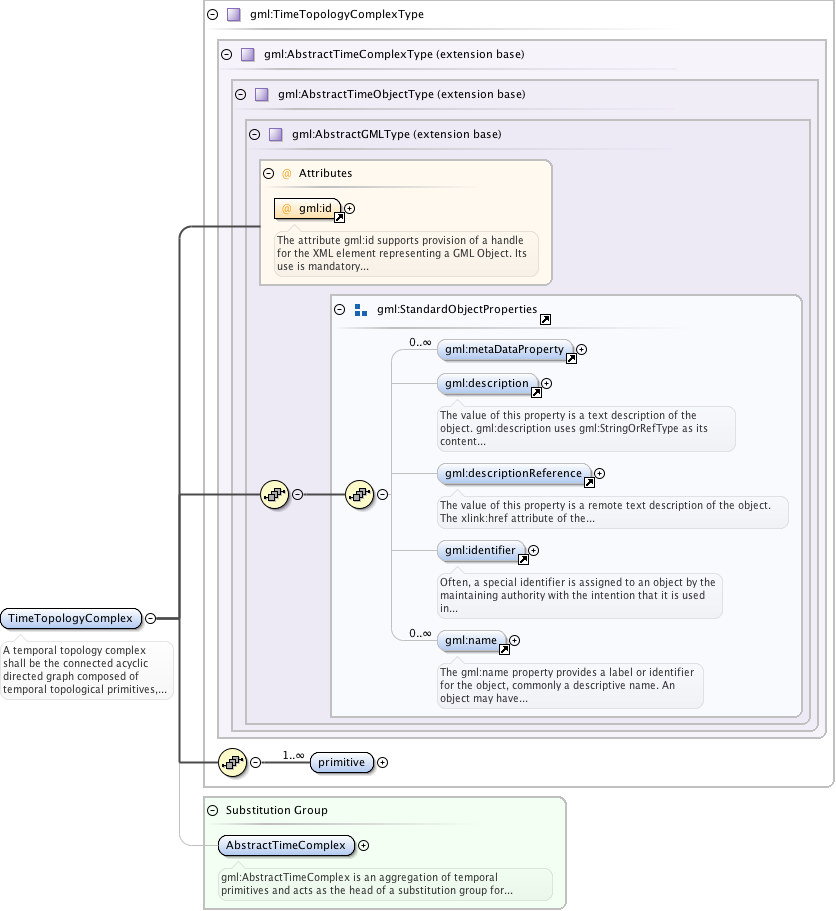 gml:TimeTopologyComplexType
gml:AbstractTimeComplexType (extension base)
gml:AbstractTimeObjectType (extension base)
gml:AbstractGMLType (extension base)
@ Attributes
@ gml:id
The attribute gml:id supports provision of a handle
for the XML element representing a GML Object. Its
use is mandatory...
gml:StandardObjectProperties
0..∞
gml:metaDataProperty
gml:description
The value of this property is a text description of the
object. gml:description uses gml:StringOrRefType as its
content...
gml:descriptionReference
The value of this property is a remote text description of the object.
The xlink:href attribute of the...
gml:identifier
Often, a special identifier is assigned to an object by the
maintaining authority with the intention that it is used
in...
0..∞
gml:name
The gml:name property provides a label or identifier
for the object, commonly a descriptive name. An
object may have...
TimeTopologyComplex
A temporal topology complex
shall be the connected acyclic
directed graph composed of
temporal topological primitives,...
1..∞
primitive
Substitution Group
AbstractTimeComplex
gml:AbstractTimeComplex is an aggregation of temporal
primitives and acts as the head of a substitution group for...